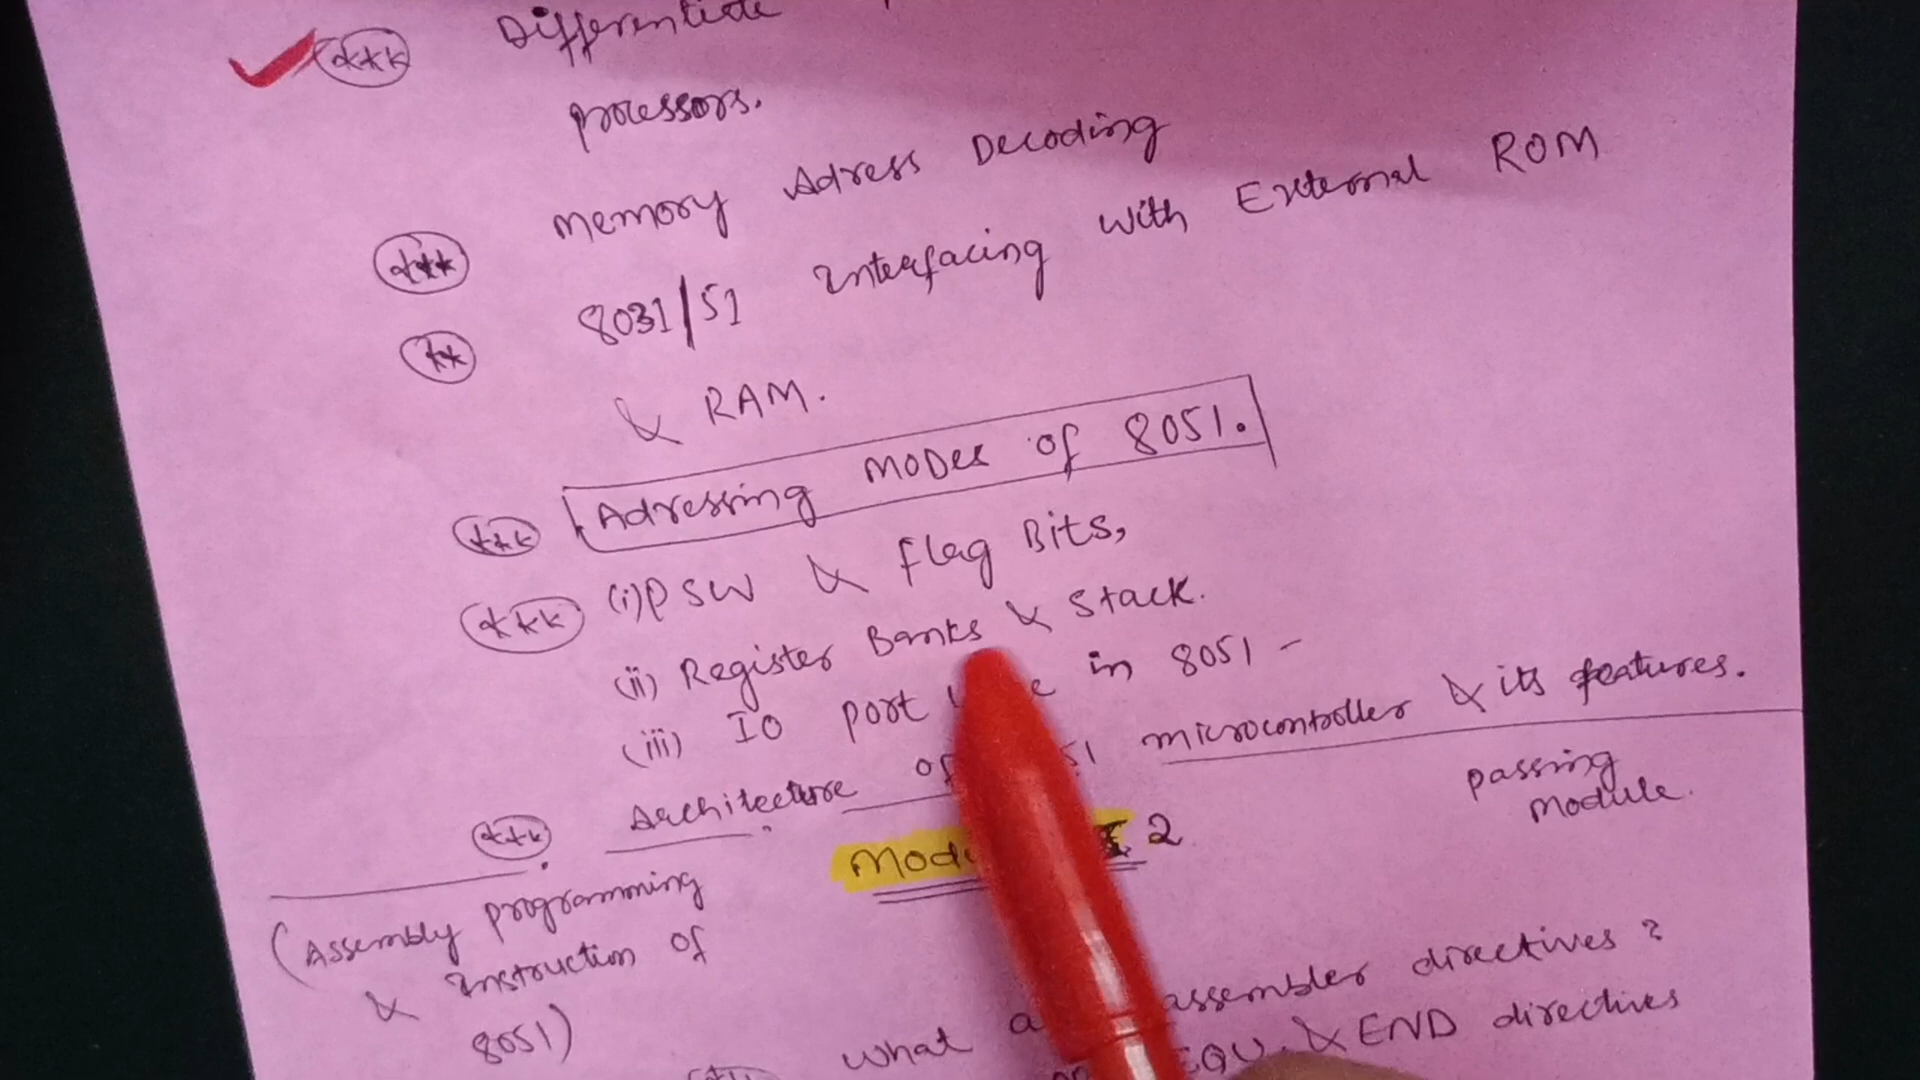 *** Differentiate
processors.
*** Memory Adress Decoding
** 8031/51 Interfacing with External ROM
& RAM.
*** Adressing Modes of 8051.
*** (i) PSW & Flag Bits,
(ii) Register Banks & Stack.
(iii) IO port in 8051 -
*** Architecture of 51 microcontroller & its features.
passing
module.
Module 2
(Assembly programming
& Instruction of
8051)
What assembler directives ?
EQU & END directives